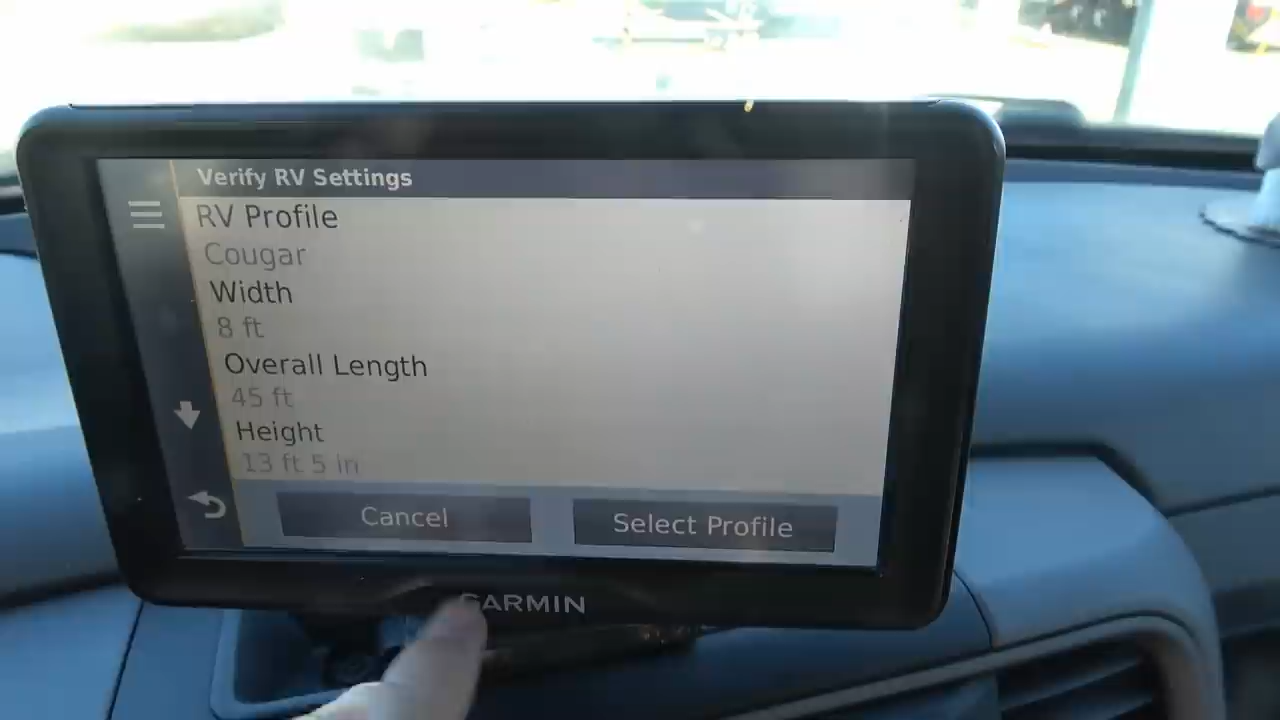 Verify RV Settings
RV Profile
Cougar
Width
8 ft
Overall Length
45 ft
Height
13 ft 5 in
Cancel
Select Profile
GARMIN